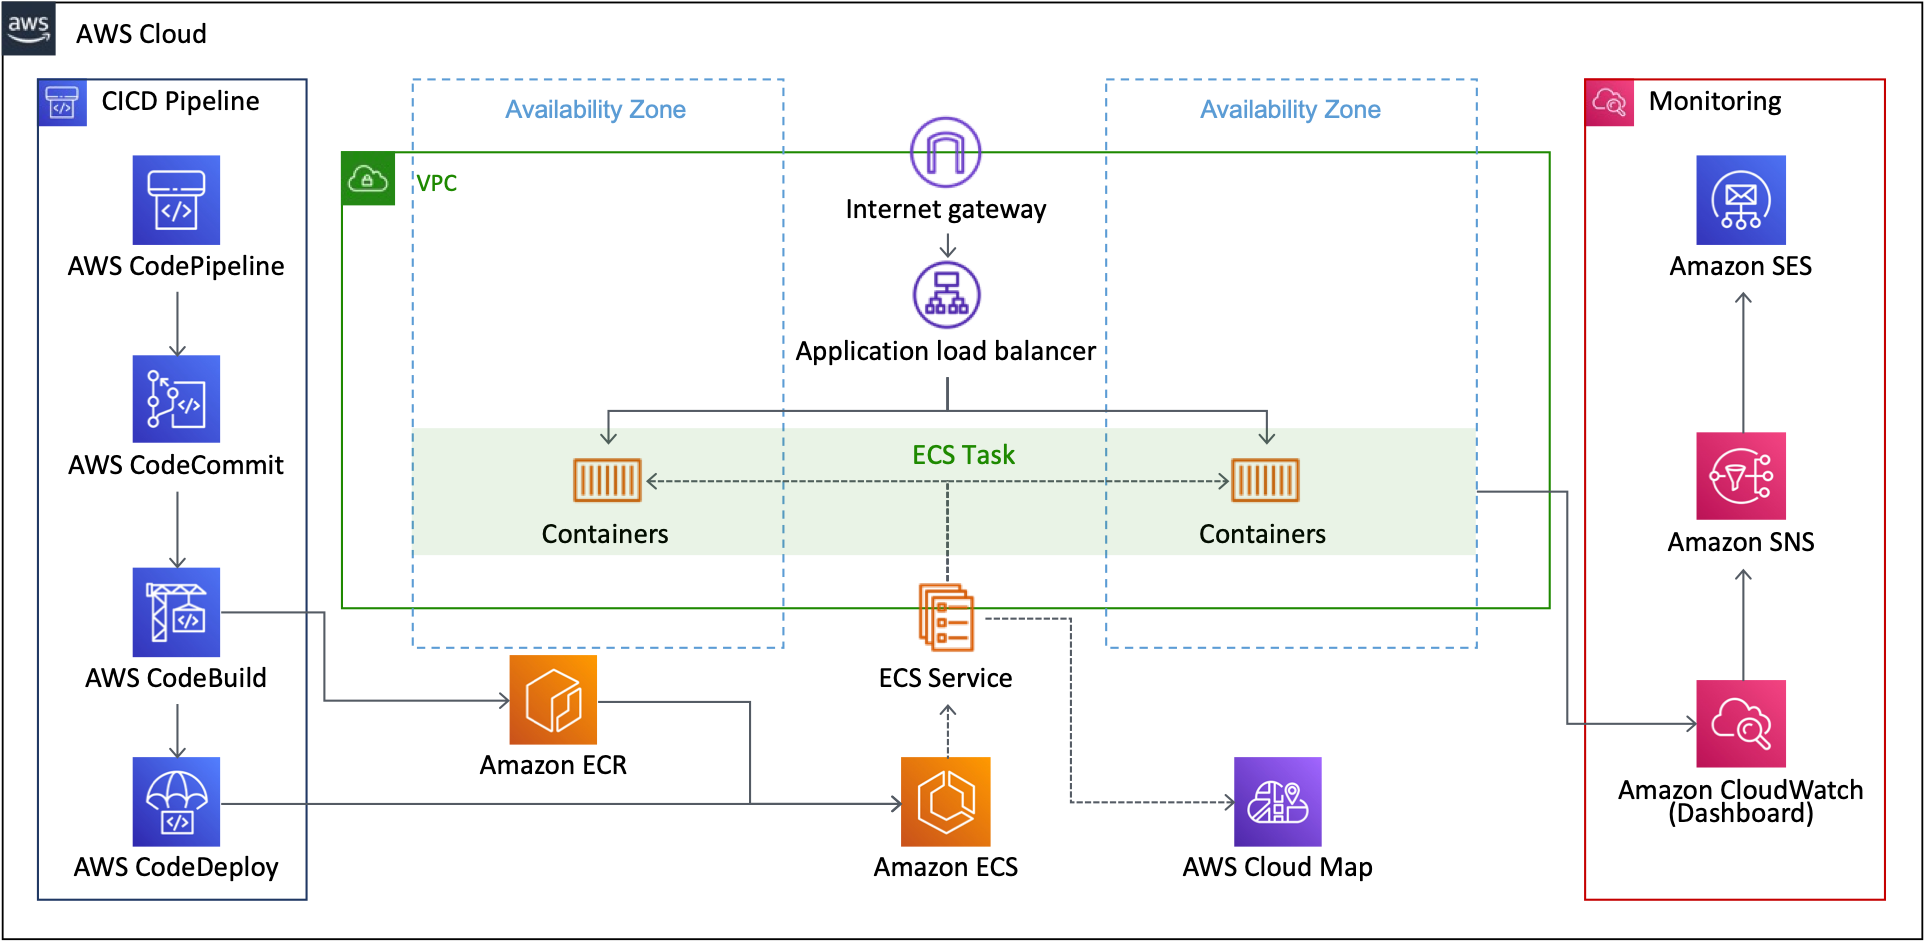 aws
AWS Cloud
CICD Pipeline
AWS CodePipeline
AWS CodeCommit
AWS CodeBuild
AWS CodeDeploy
Availability Zone
Availability Zone
VPC
Internet gateway
Application load balancer
ECS Task
Containers
Containers
ECS Service
Amazon ECR
Amazon ECS
AWS Cloud Map
Monitoring
Amazon SES
Amazon SNS
Amazon CloudWatch
(Dashboard)